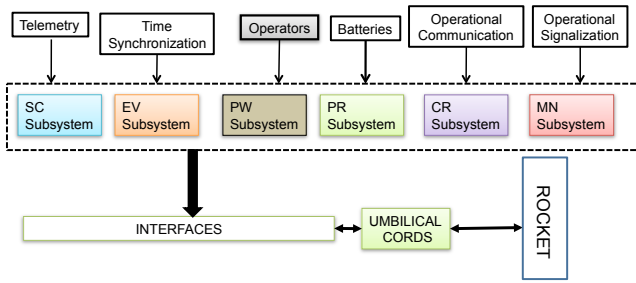 Telemetry
Time
Synchronization
Operators
Batteries
Operational
Communication
Operational
Signalization
SC
Subsystem
EV
Subsystem
PW
Subsystem
PR
Subsystem
CR
Subsystem
MN
Subsystem
INTERFACES
UMBILICAL
CORDS
ROCKET